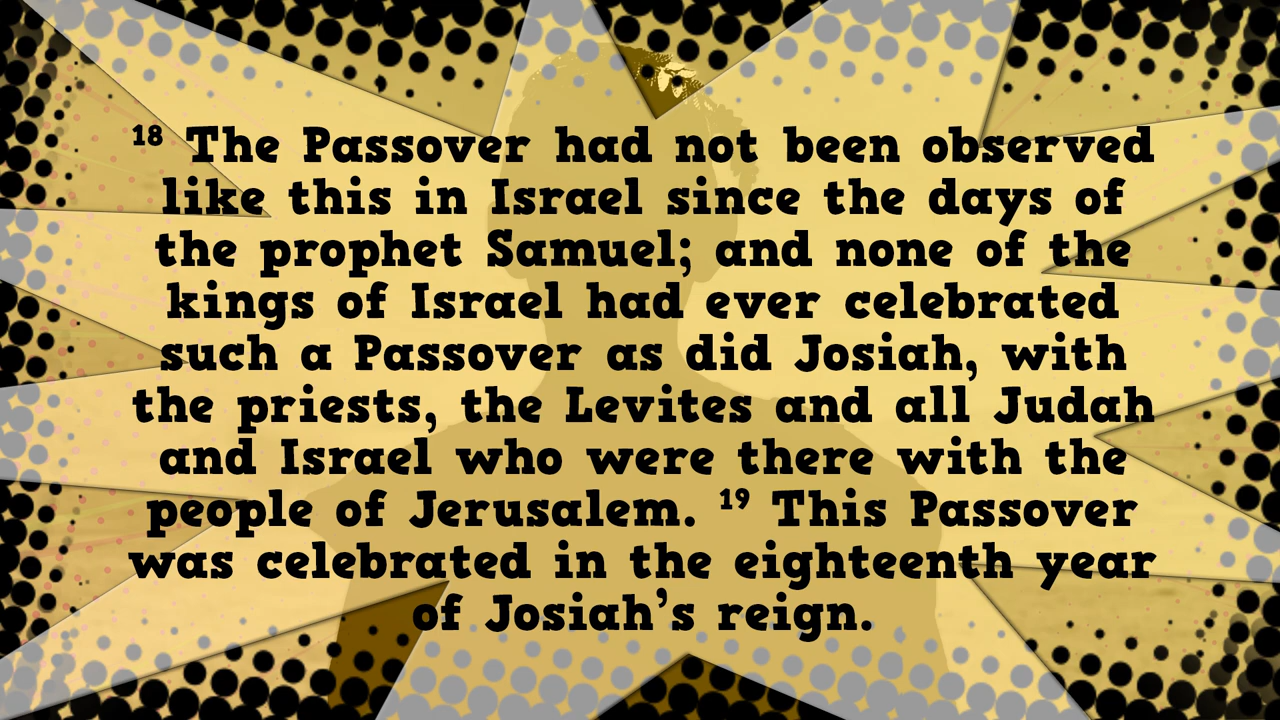 ¹⁸ The Passover had not been observed
like this in Israel since the days of
the prophet Samuel; and none of the
kings of Israel had ever celebrated
such a Passover as did Josiah, with
the priests, the Levites and all Judah
and Israel who were there with the
people of Jerusalem. ¹⁹ This Passover
was celebrated in the eighteenth year
of Josiah’s reign.